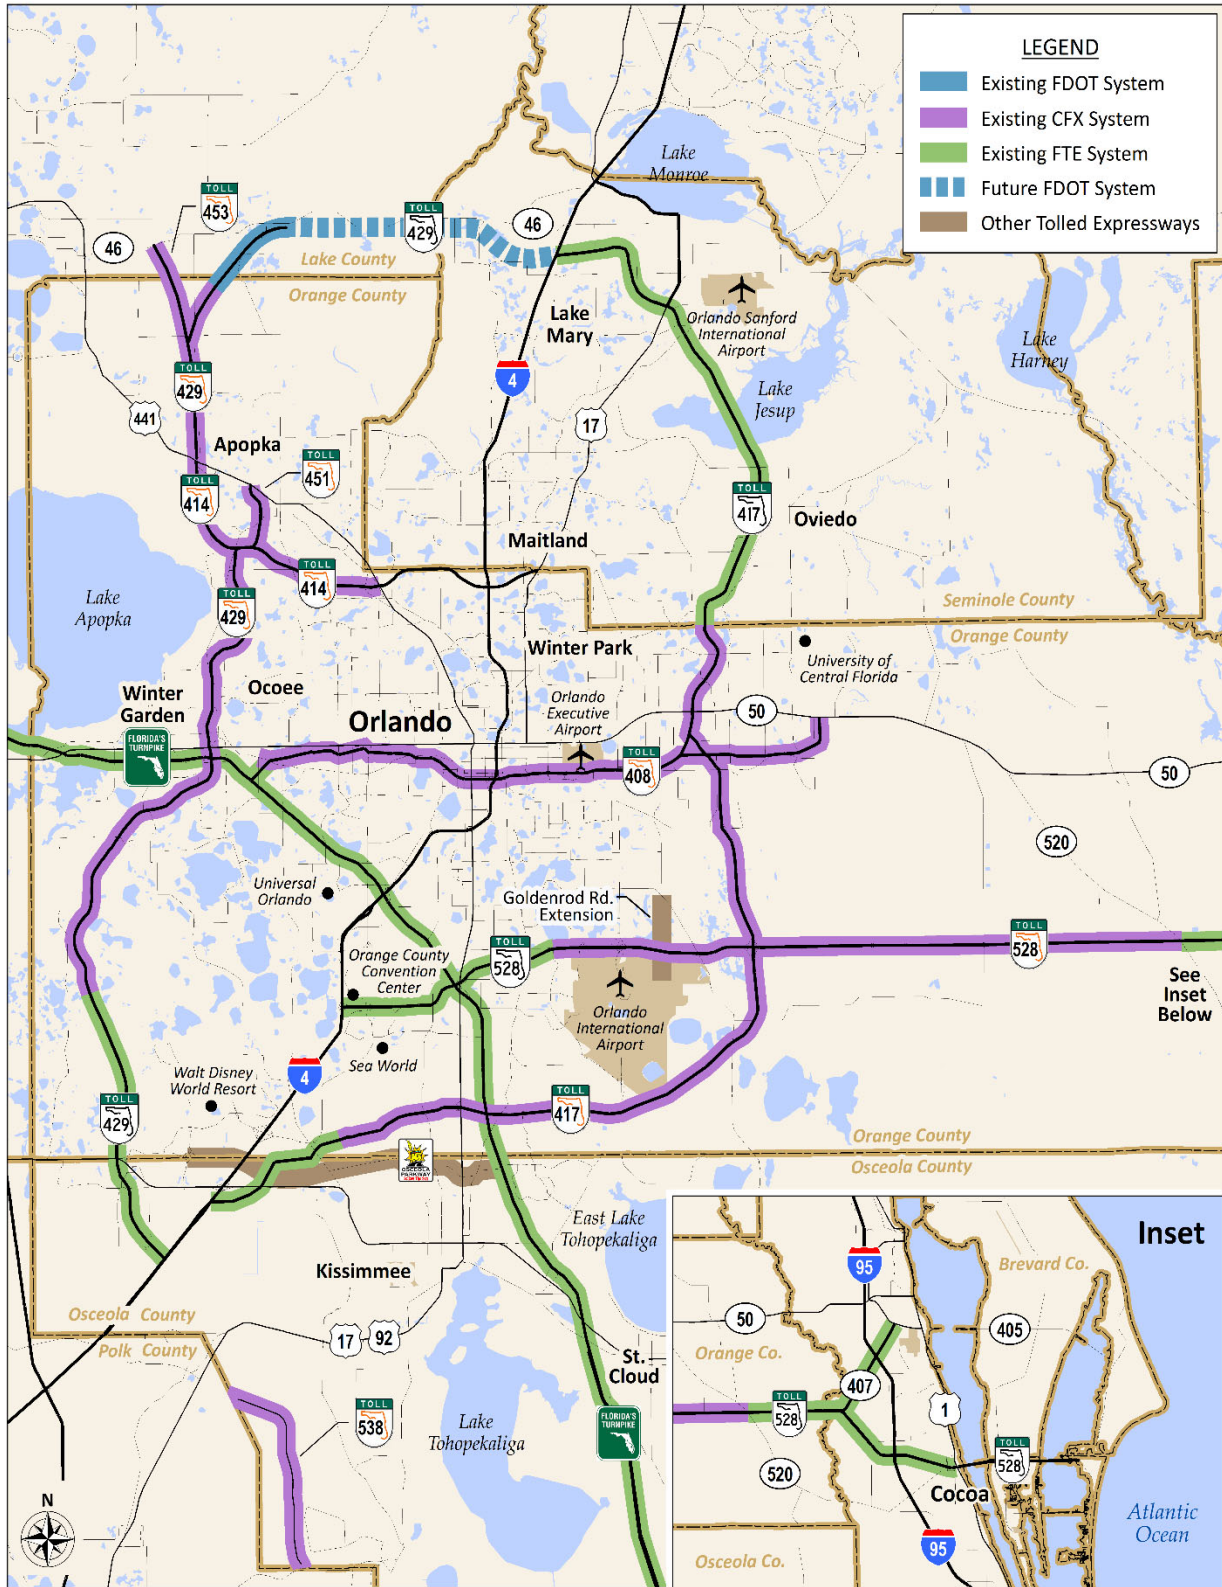 LEGEND
Existing FDOT System
Existing CFX System
Existing FTE System
Future FDOT System
Other Tolled Expressways
Lake
Monroe
TOLL
453
46
TOLL
429
46
Lake County
Orange County
Lake
Mary
Orlando Sanford
International
Airport
Lake
Harney
4
TOLL
429
441
17
Lake
Jesup
Apopka
TOLL
451
TOLL
414
TOLL
417
Oviedo
Maitland
TOLL
414
Lake
Apopka
TOLL
429
Seminole County
Orange County
Winter Park
University of
Central Florida
Winter
Garden
Ocoee
Orlando
Orlando
Executive
Airport
50
FLORIDA'S
TURNPIKE
TOLL
408
50
520
Universal
Orlando
Goldenrod Rd.
Extension
Orange County
Convention
Center
TOLL
528
TOLL
528
See
Inset
Below
Orlando
International
Airport
Sea World
Walt Disney
World Resort
4
TOLL
429
TOLL
417
OSCEOLA
PARKWAY
Orange County
Osceola County
East Lake
Tohopekaliga
Kissimmee
Osceola County
Polk County
17
92
St.
Cloud
TOLL
538
Lake
Tohopekaliga
FLORIDA'S
TURNPIKE
N
Inset
95
Brevard Co.
50
405
Orange Co.
407
1
TOLL
528
TOLL
528
520
Cocoa
Atlantic
Ocean
95
Osceola Co.